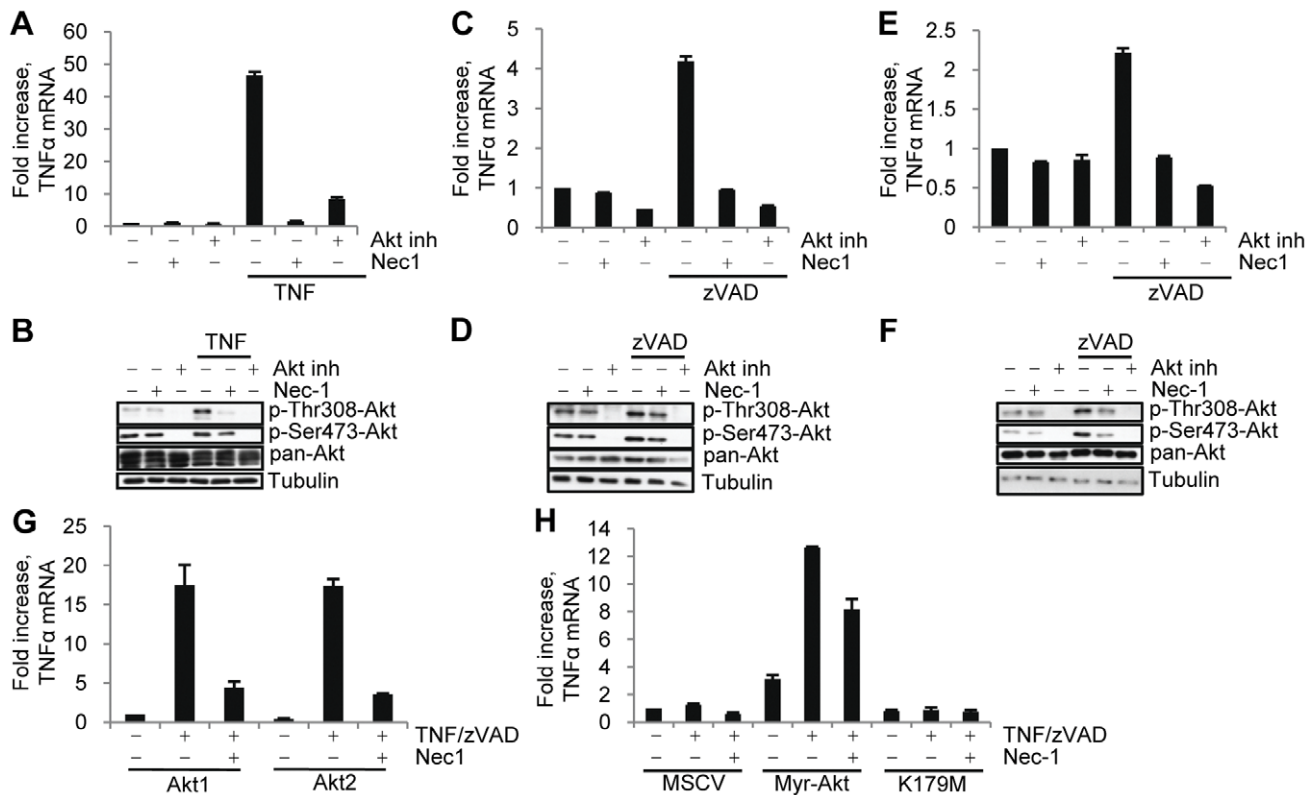 A
Fold increase,
TNFα mRNA
60
50
40
30
20
10
0
– – + – – + Akt inh
– + – – + – Nec1
TNF
C
Fold increase,
TNFα mRNA
5
4
3
2
1
0
– – + – – + Akt inh
– + – – + – Nec1
zVAD
E
Fold increase,
TNFα mRNA
2.5
2
1.5
1
0.5
0
– – + – – + Akt inh
– + – – + – Nec1
zVAD
B
TNF
– – + – – + Akt inh
– + – – + – Nec-1
p-Thr308-Akt
p-Ser473-Akt
pan-Akt
Tubulin
D
zVAD
– – + – – + Akt inh
– + – – + – Nec-1
p-Thr308-Akt
p-Ser473-Akt
pan-Akt
Tubulin
F
zVAD
– – + – – + Akt inh
– + – – + – Nec-1
p-Thr308-Akt
p-Ser473-Akt
pan-Akt
Tubulin
G
Fold increase,
TNFα mRNA
25
20
15
10
5
0
– + + – + + TNF/zVAD
– – + – – + Nec1
Akt1 Akt2
H
Fold increase,
TNFα mRNA
14
12
10
8
6
4
2
0
– + + – + + – + + TNF/zVAD
– – + – – + – – + Nec-1
MSCV Myr-Akt K179M